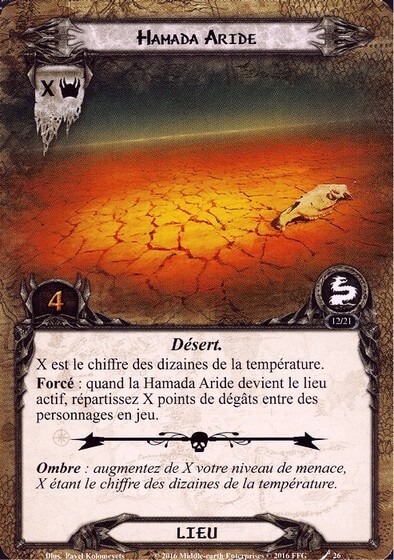 Hamada Aride
X
4
12/21
Désert.
X est le chiffre des dizaines de la température.
Forcé : quand la Hamada Aride devient le lieu
actif, répartissez X points de dégâts entre des
personnages en jeu.
Ombre : augmentez de X votre niveau de menace,
X étant le chiffre des dizaines de la température.
LIEU
Illus. Pavel Kolomeyets © 2016 Middle-earth Enterprises © 2016 FFG 26